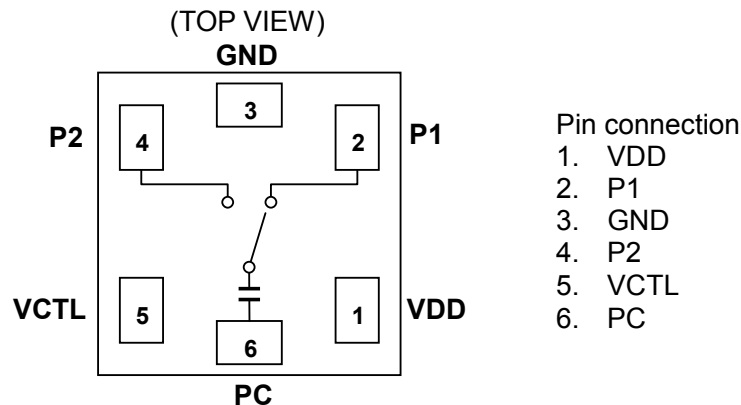 (TOP VIEW)
GND
3
P2
4
2
P1
VCTL
5
1
VDD
6
PC
Pin connection
1. VDD
2. P1
3. GND
4. P2
5. VCTL
6. PC